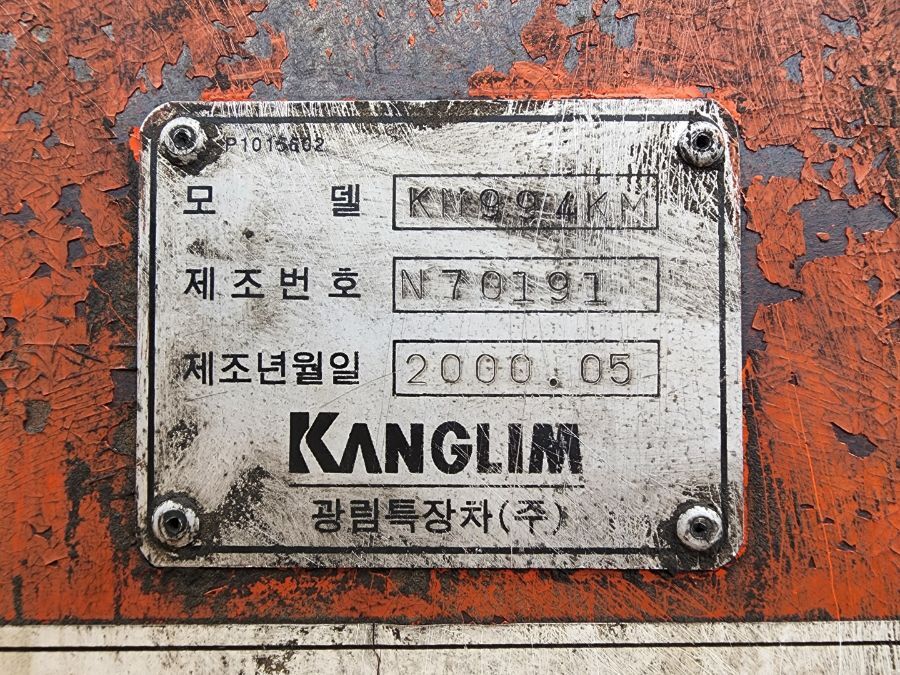 P1015602
모 델 KM994KM
제조번호 N70191
제조년월일 2000.05
KANGLIM
광림특장차(주)